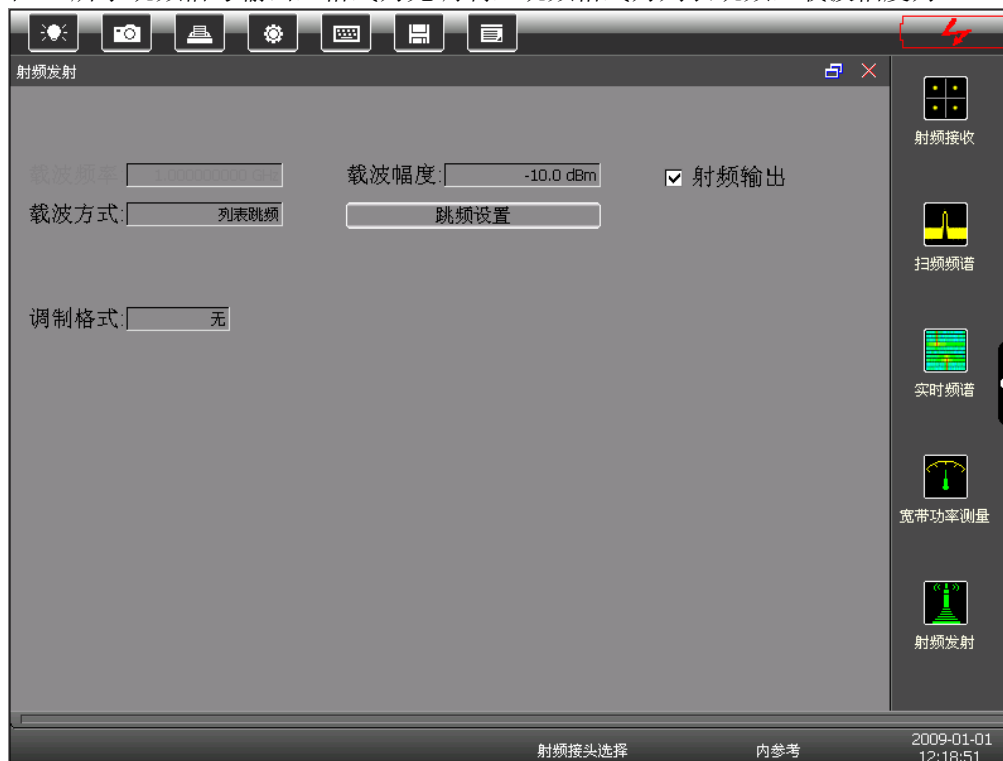 射频发射
射频接收
载波频率 1.000000000 GHz
载波幅度: -10.0 dBm
射频输出
载波方式: 列表跳频
跳频设置
扫频频谱
调制格式: 无
实时频谱
宽带功率测量
射频发射
射频接头选择
内参考
2009-01-01
12:18:51